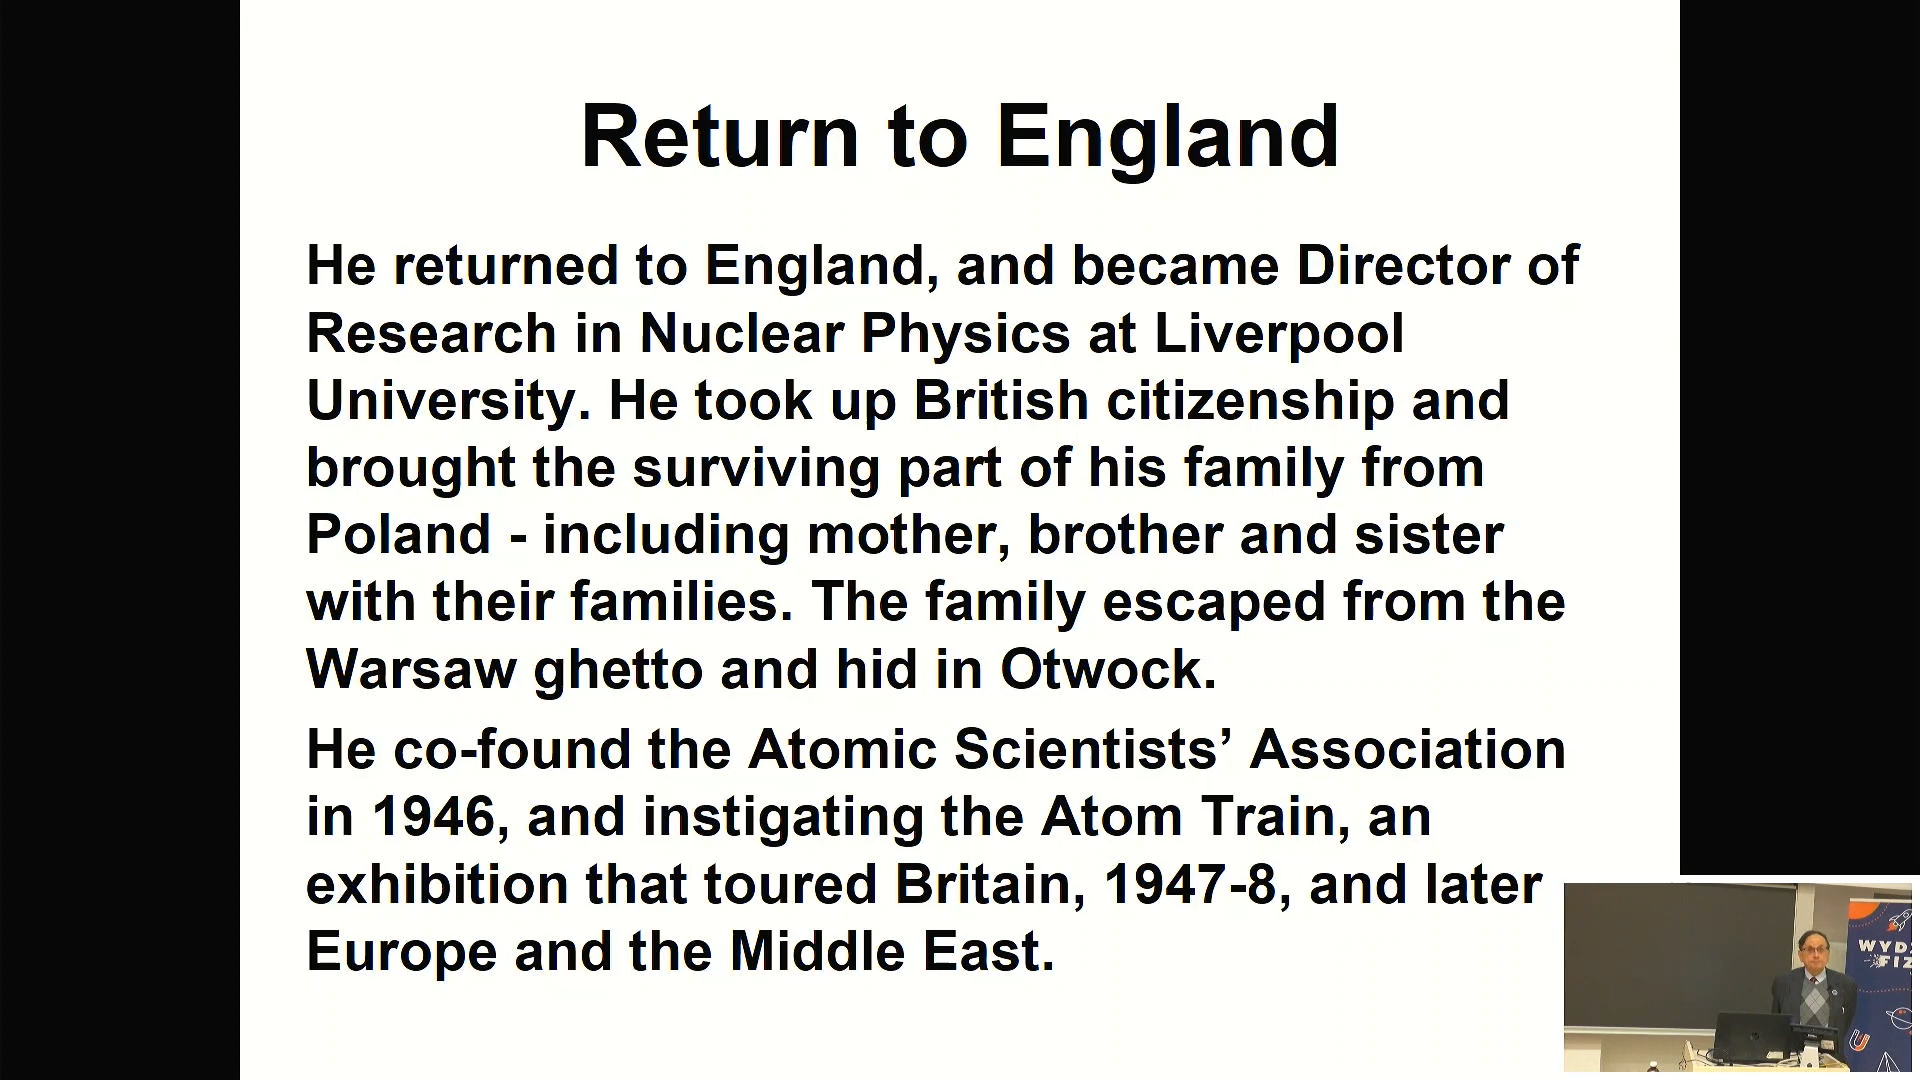 Return to England
He returned to England, and became Director of
Research in Nuclear Physics at Liverpool
University. He took up British citizenship and
brought the surviving part of his family from
Poland - including mother, brother and sister
with their families. The family escaped from the
Warsaw ghetto and hid in Otwock.
He co-found the Atomic Scientists’ Association
in 1946, and instigating the Atom Train, an
exhibition that toured Britain, 1947-8, and later
Europe and the Middle East.
WYDZ
FIZ